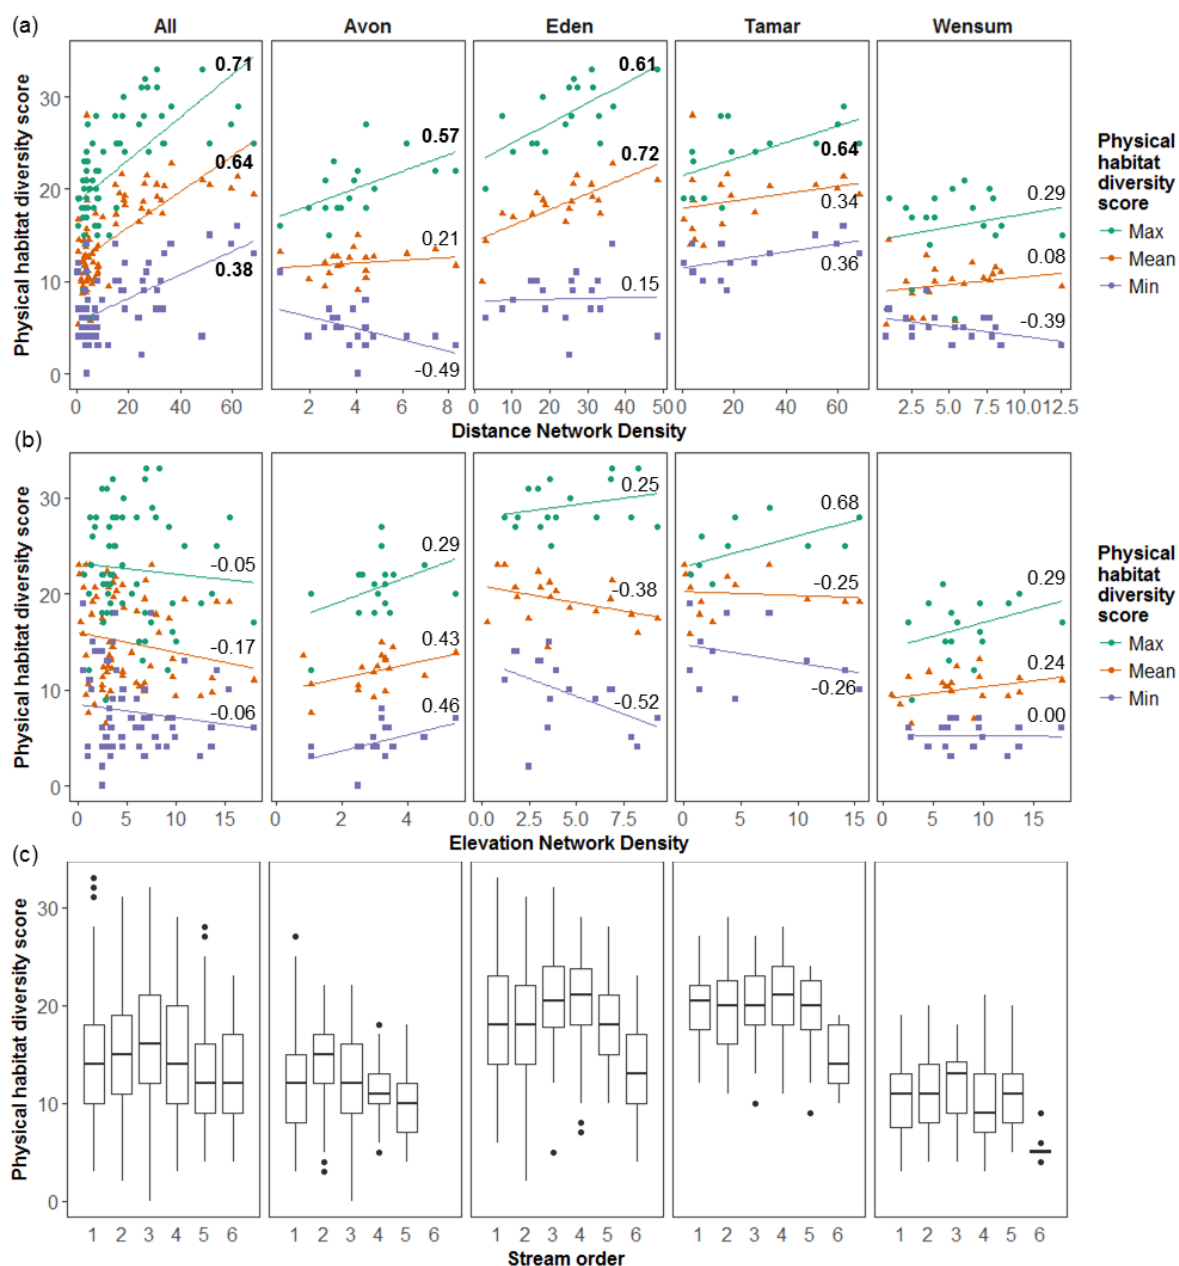 (a)
All Avon Eden Tamar Wensum
Physical habitat diversity score
30
20
10
0
0.71
0.64
0.38
0.57
0.21
-0.49
0.61
0.72
0.15
0.64
0.34
0.36
0.29
0.08
-0.39
0 20 40 60
2 4 6 8
0 10 20 30 40 50
0 20 40 60
2.5 5.0 7.5 10.0 12.5
Distance Network Density
Physical
habitat
diversity
score
Max
Mean
Min
(b)
Physical habitat diversity score
30
20
10
0
-0.05
-0.17
-0.06
0.29
0.43
0.46
0.25
-0.38
-0.52
0.68
-0.25
-0.26
0.29
0.24
0.00
0 5 10 15
0 2 4
0.0 2.5 5.0 7.5
0 5 10 15
0 5 10 15
Elevation Network Density
Physical
habitat
diversity
score
Max
Mean
Min
(c)
Physical habitat diversity score
30
20
10
0
1 2 3 4 5 6
1 2 3 4 5 6
1 2 3 4 5 6
1 2 3 4 5 6
1 2 3 4 5 6
Stream order